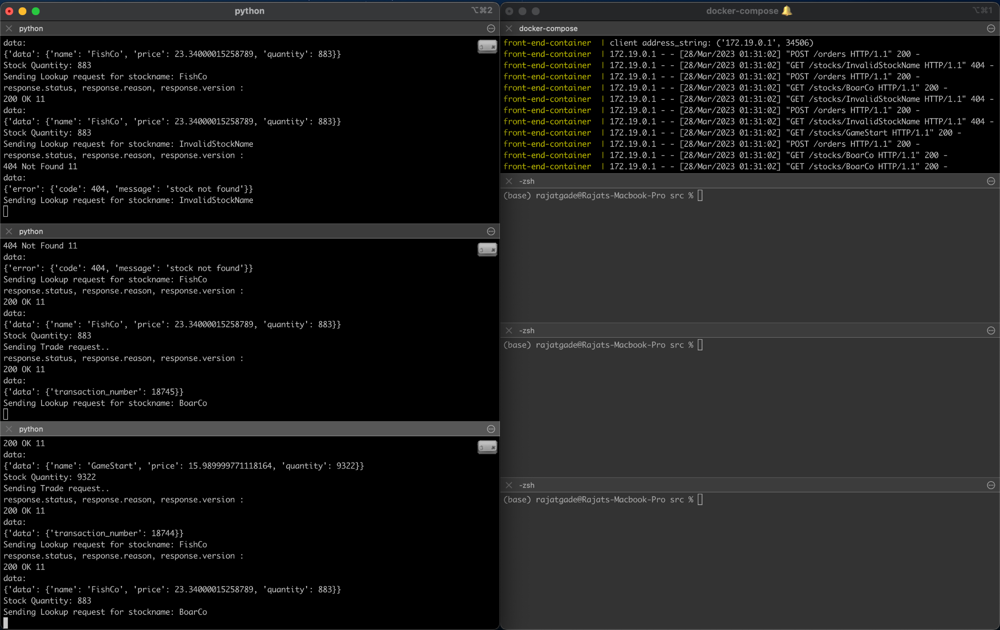 python
⌥⌘2
python
data:
{'data': {'name': 'FishCo', 'price': 23.34000015258789, 'quantity': 883}}
Stock Quantity: 883
Sending Lookup request for stockname: FishCo
response.status, response.reason, response.version :
200 OK 11
data:
{'data': {'name': 'FishCo', 'price': 23.34000015258789, 'quantity': 883}}
Stock Quantity: 883
Sending Lookup request for stockname: InvalidStockName
response.status, response.reason, response.version :
404 Not Found 11
data:
{'error': {'code': 404, 'message': 'stock not found'}}
Sending Lookup request for stockname: InvalidStockName
python
404 Not Found 11
data:
{'error': {'code': 404, 'message': 'stock not found'}}
Sending Lookup request for stockname: FishCo
response.status, response.reason, response.version :
200 OK 11
data:
{'data': {'name': 'FishCo', 'price': 23.34000015258789, 'quantity': 883}}
Stock Quantity: 883
Sending Trade request..
response.status, response.reason, response.version :
200 OK 11
data:
{'data': {'transaction_number': 18745}}
Sending Lookup request for stockname: BoarCo
python
200 OK 11
data:
{'data': {'name': 'GameStart', 'price': 15.989999771118164, 'quantity': 9322}}
Stock Quantity: 9322
Sending Trade request..
response.status, response.reason, response.version :
200 OK 11
data:
{'data': {'transaction_number': 18744}}
Sending Lookup request for stockname: FishCo
response.status, response.reason, response.version :
200 OK 11
data:
{'data': {'name': 'FishCo', 'price': 23.34000015258789, 'quantity': 883}}
Stock Quantity: 883
Sending Lookup request for stockname: BoarCo
docker-compose 🔔
⌥⌘1
docker-compose
front-end-container  | client address_string: ('172.19.0.1', 34506)
front-end-container  | 172.19.0.1 - - [28/Mar/2023 01:31:02] "POST /orders HTTP/1.1" 200 -
front-end-container  | 172.19.0.1 - - [28/Mar/2023 01:31:02] "GET /stocks/InvalidStockName HTTP/1.1" 404 -
front-end-container  | 172.19.0.1 - - [28/Mar/2023 01:31:02] "POST /orders HTTP/1.1" 200 -
front-end-container  | 172.19.0.1 - - [28/Mar/2023 01:31:02] "GET /stocks/BoarCo HTTP/1.1" 200 -
front-end-container  | 172.19.0.1 - - [28/Mar/2023 01:31:02] "GET /stocks/InvalidStockName HTTP/1.1" 404 -
front-end-container  | 172.19.0.1 - - [28/Mar/2023 01:31:02] "POST /orders HTTP/1.1" 200 -
front-end-container  | 172.19.0.1 - - [28/Mar/2023 01:31:02] "GET /stocks/InvalidStockName HTTP/1.1" 404 -
front-end-container  | 172.19.0.1 - - [28/Mar/2023 01:31:02] "GET /stocks/GameStart HTTP/1.1" 200 -
front-end-container  | 172.19.0.1 - - [28/Mar/2023 01:31:02] "POST /orders HTTP/1.1" 200 -
front-end-container  | 172.19.0.1 - - [28/Mar/2023 01:31:02] "GET /stocks/BoarCo HTTP/1.1" 200 -
front-end-container  | 172.19.0.1 - - [28/Mar/2023 01:31:02] "GET /stocks/BoarCo HTTP/1.1" 200 -
-zsh
(base) rajatgade@Rajats-Macbook-Pro src %
-zsh
(base) rajatgade@Rajats-Macbook-Pro src %
-zsh
(base) rajatgade@Rajats-Macbook-Pro src %